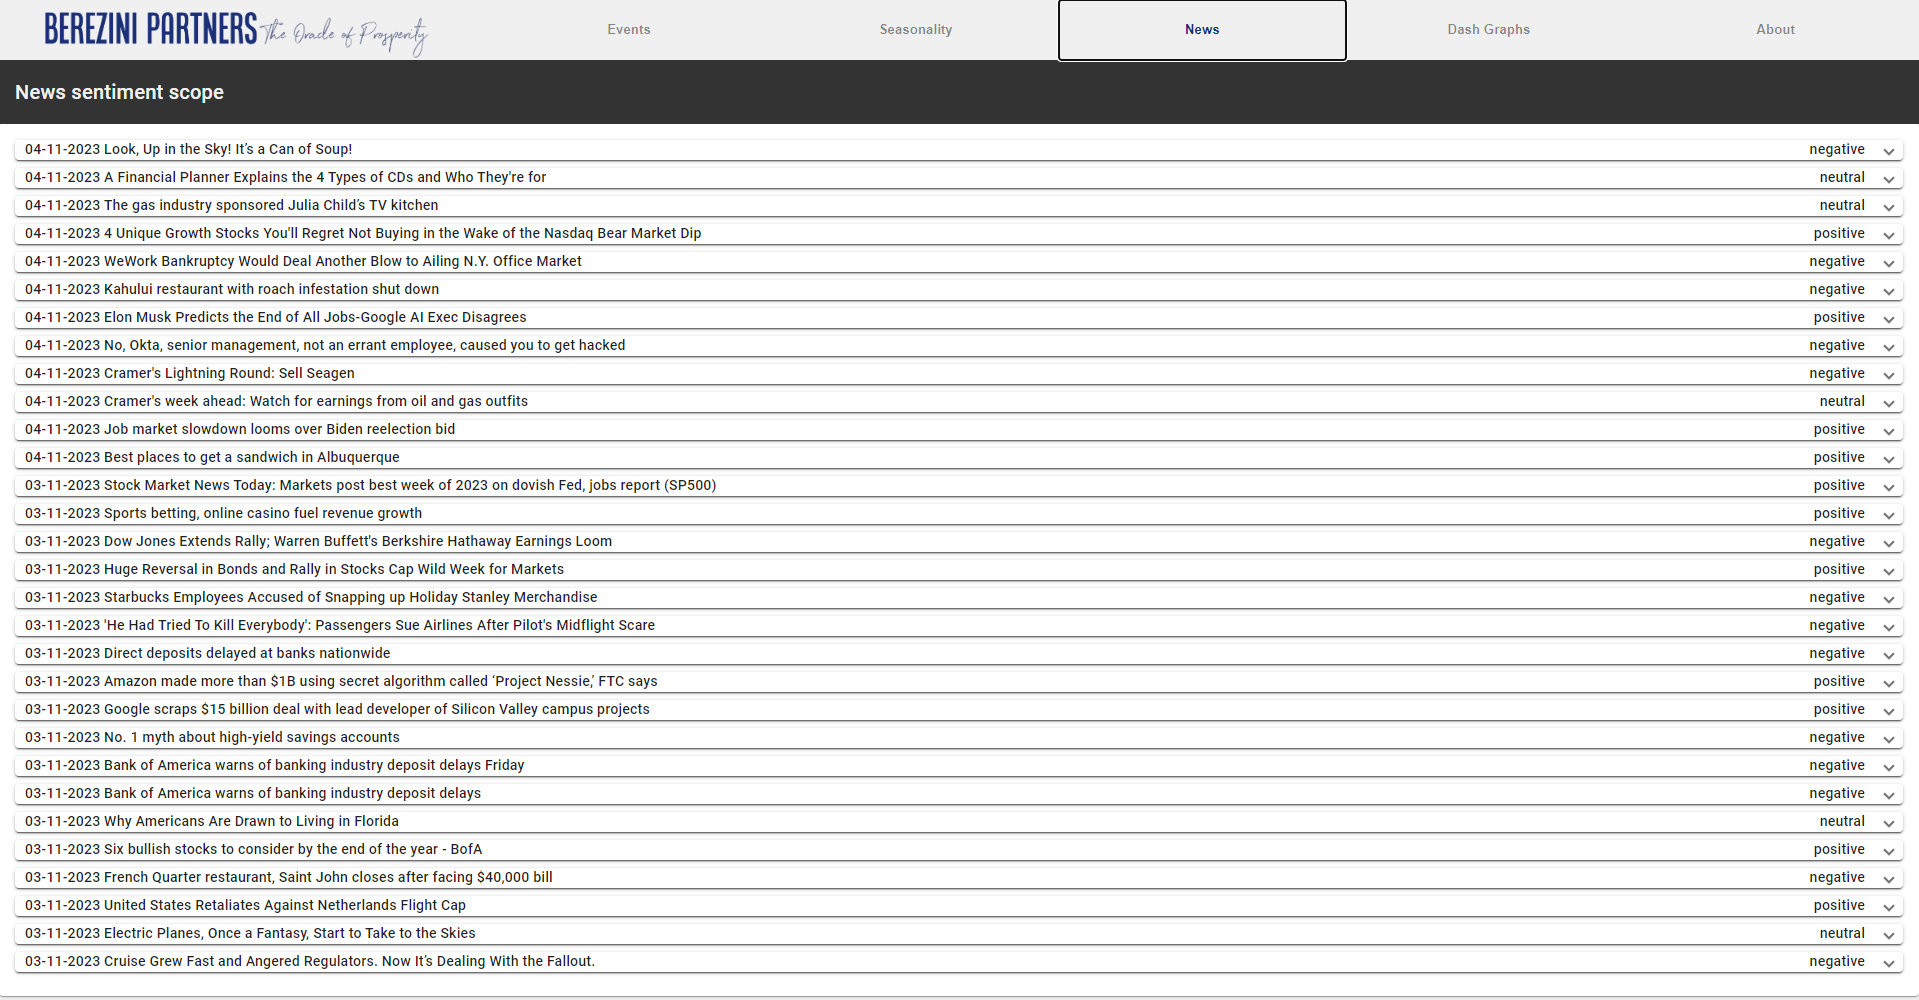 BEREZINI PARTNERS The Oracle of Prosperity
Events
Seasonality
News
Dash Graphs
About
News sentiment scope
04-11-2023 Look, Up in the Sky! It’s a Can of Soup! negative
04-11-2023 A Financial Planner Explains the 4 Types of CDs and Who They're for neutral
04-11-2023 The gas industry sponsored Julia Child’s TV kitchen neutral
04-11-2023 4 Unique Growth Stocks You'll Regret Not Buying in the Wake of the Nasdaq Bear Market Dip positive
04-11-2023 WeWork Bankruptcy Would Deal Another Blow to Ailing N.Y. Office Market negative
04-11-2023 Kahului restaurant with roach infestation shut down negative
04-11-2023 Elon Musk Predicts the End of All Jobs-Google AI Exec Disagrees positive
04-11-2023 No, Okta, senior management, not an errant employee, caused you to get hacked negative
04-11-2023 Cramer's Lightning Round: Sell Seagen negative
04-11-2023 Cramer's week ahead: Watch for earnings from oil and gas outfits neutral
04-11-2023 Job market slowdown looms over Biden reelection bid positive
04-11-2023 Best places to get a sandwich in Albuquerque positive
03-11-2023 Stock Market News Today: Markets post best week of 2023 on dovish Fed, jobs report (SP500) positive
03-11-2023 Sports betting, online casino fuel revenue growth positive
03-11-2023 Dow Jones Extends Rally; Warren Buffett's Berkshire Hathaway Earnings Loom negative
03-11-2023 Huge Reversal in Bonds and Rally in Stocks Cap Wild Week for Markets positive
03-11-2023 Starbucks Employees Accused of Snapping up Holiday Stanley Merchandise negative
03-11-2023 'He Had Tried To Kill Everybody': Passengers Sue Airlines After Pilot's Midflight Scare negative
03-11-2023 Direct deposits delayed at banks nationwide negative
03-11-2023 Amazon made more than $1B using secret algorithm called ‘Project Nessie,’ FTC says positive
03-11-2023 Google scraps $15 billion deal with lead developer of Silicon Valley campus projects positive
03-11-2023 No. 1 myth about high-yield savings accounts negative
03-11-2023 Bank of America warns of banking industry deposit delays Friday negative
03-11-2023 Bank of America warns of banking industry deposit delays negative
03-11-2023 Why Americans Are Drawn to Living in Florida neutral
03-11-2023 Six bullish stocks to consider by the end of the year - BofA positive
03-11-2023 French Quarter restaurant, Saint John closes after facing $40,000 bill negative
03-11-2023 United States Retaliates Against Netherlands Flight Cap positive
03-11-2023 Electric Planes, Once a Fantasy, Start to Take to the Skies neutral
03-11-2023 Cruise Grew Fast and Angered Regulators. Now It’s Dealing With the Fallout. negative